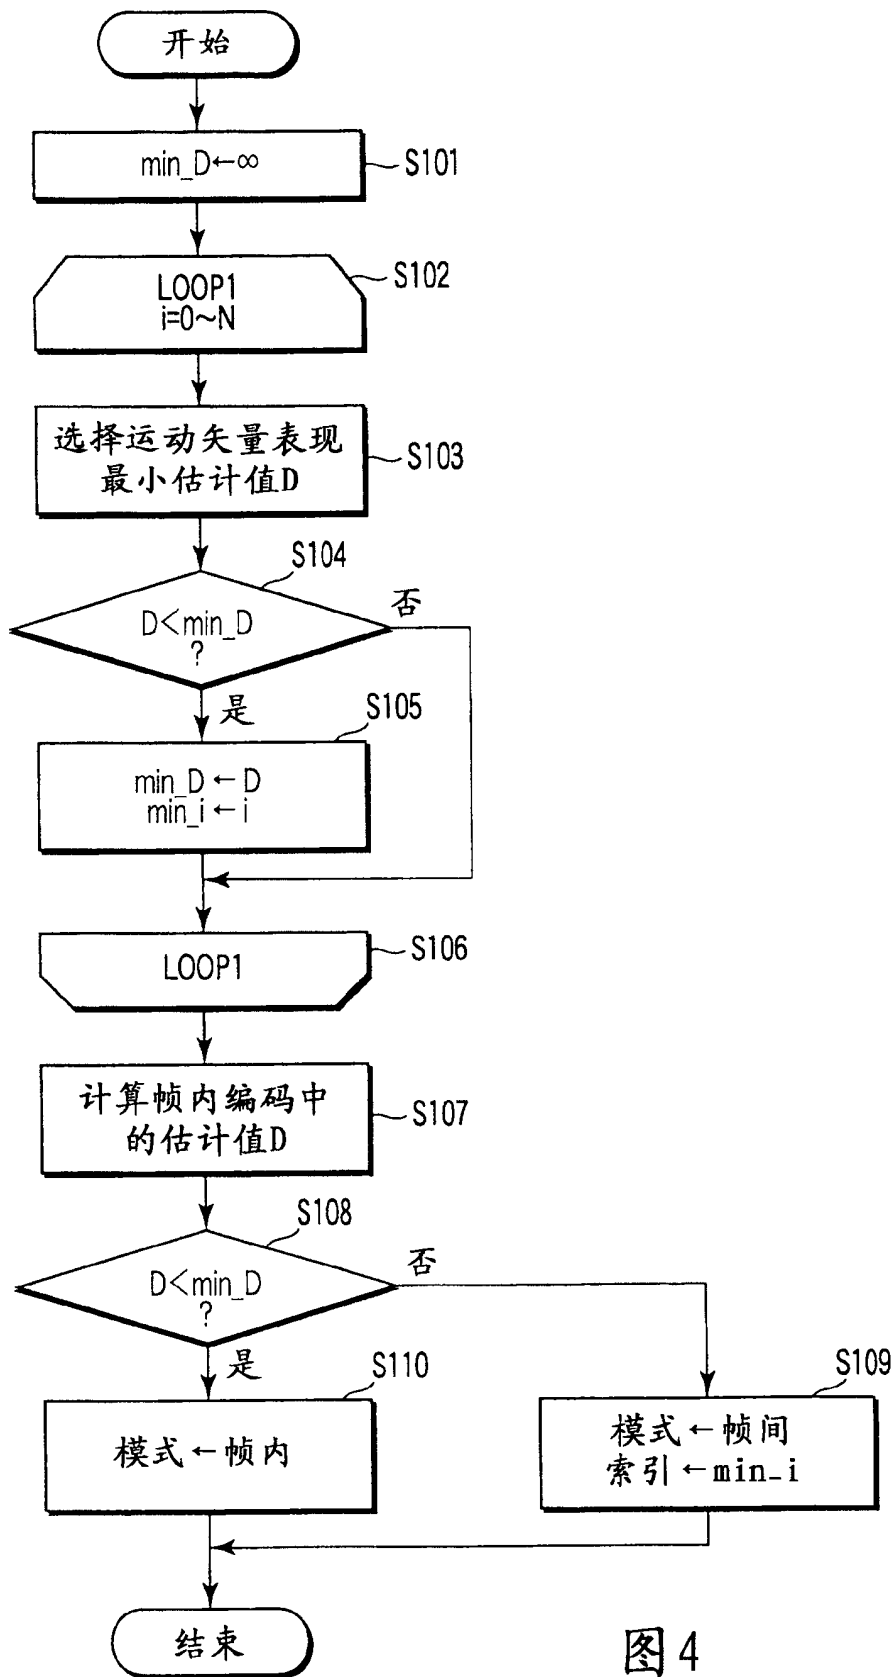 开始
min_D←∞
S101
LOOP1
i=0～N
S102
选择运动矢量表现
最小估计值D
S103
S104
D<min_D
?
否
是
S105
min_D←D
min_i←i
LOOP1
S106
计算帧内编码中
的估计值D
S107
S108
D<min_D
?
否
是
S110
模式←帧内
S109
模式←帧间
索引←min_i
结束
图4